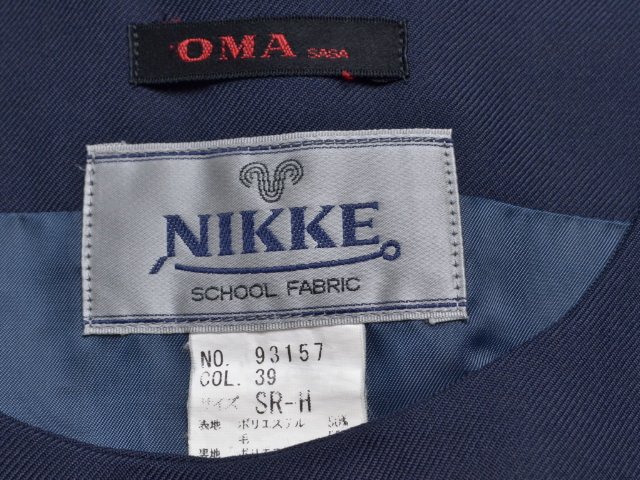 OMA SASA
NIKKE
SCHOOL FABRIC
NO. 93157
COL. 39
サイズ SR-H
表地 ポリエステル
毛